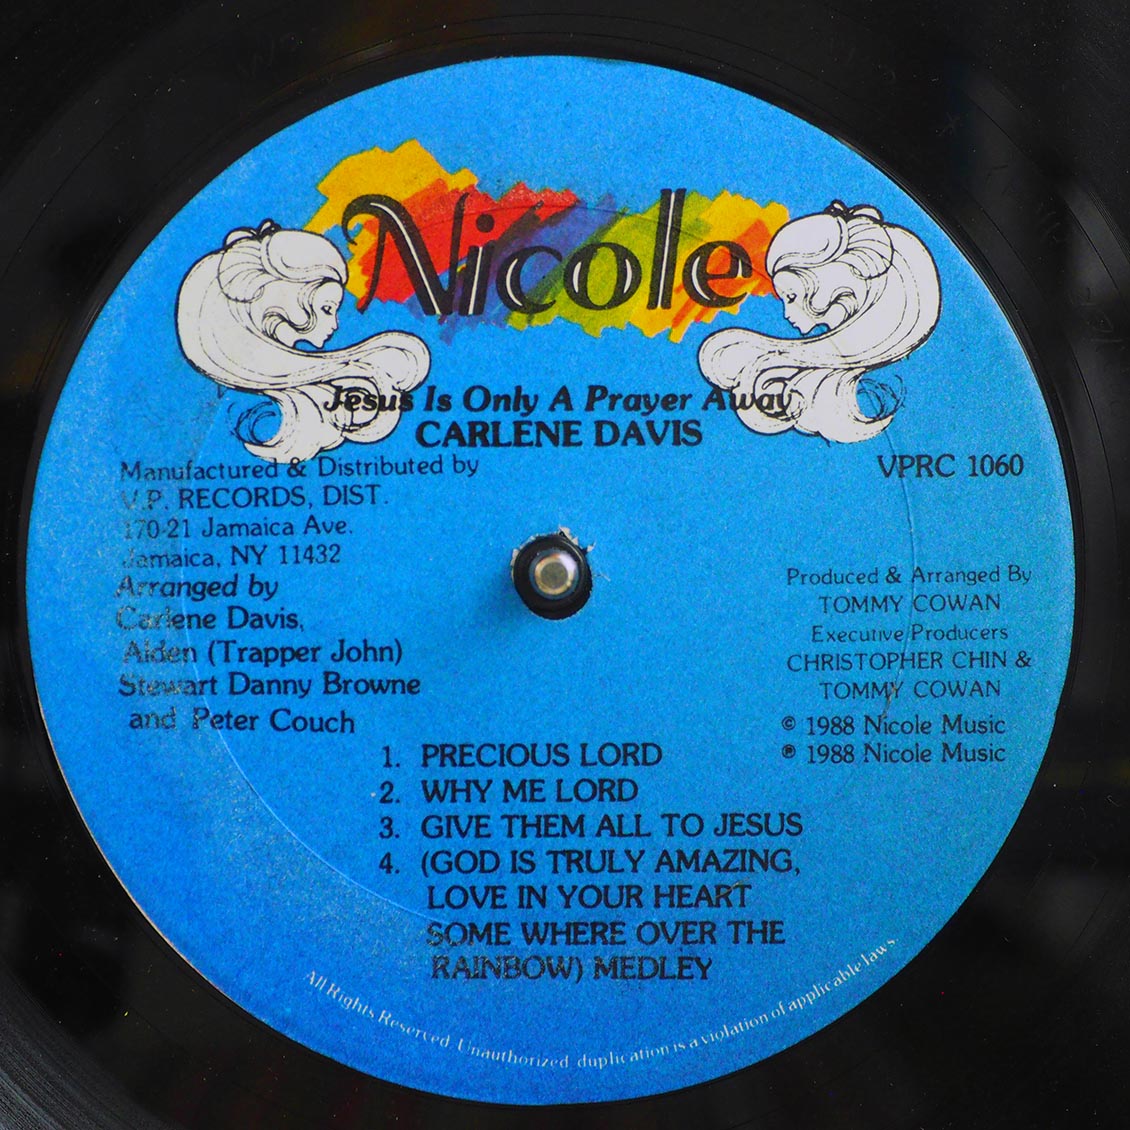 Nicole
Jesus Is Only A Prayer Away
CARLENE DAVIS
Manufactured & Distributed by
V.P. RECORDS, DIST.
170-21 Jamaica Ave.
Jamaica, NY 11432
Arranged by
Carlene Davis,
Alden (Trapper John)
Stewart Danny Browne
and Peter Couch
VPRC 1060
Produced & Arranged By
TOMMY COWAN
Executive Producers
CHRISTOPHER CHIN &
TOMMY COWAN
© 1988 Nicole Music
® 1988 Nicole Music
1. PRECIOUS LORD
2. WHY ME LORD
3. GIVE THEM ALL TO JESUS
4. (GOD IS TRULY AMAZING,
LOVE IN YOUR HEART
SOME WHERE OVER THE
RAINBOW) MEDLEY
All Rights Reserved. Unauthorized duplication is a violation of applicable laws